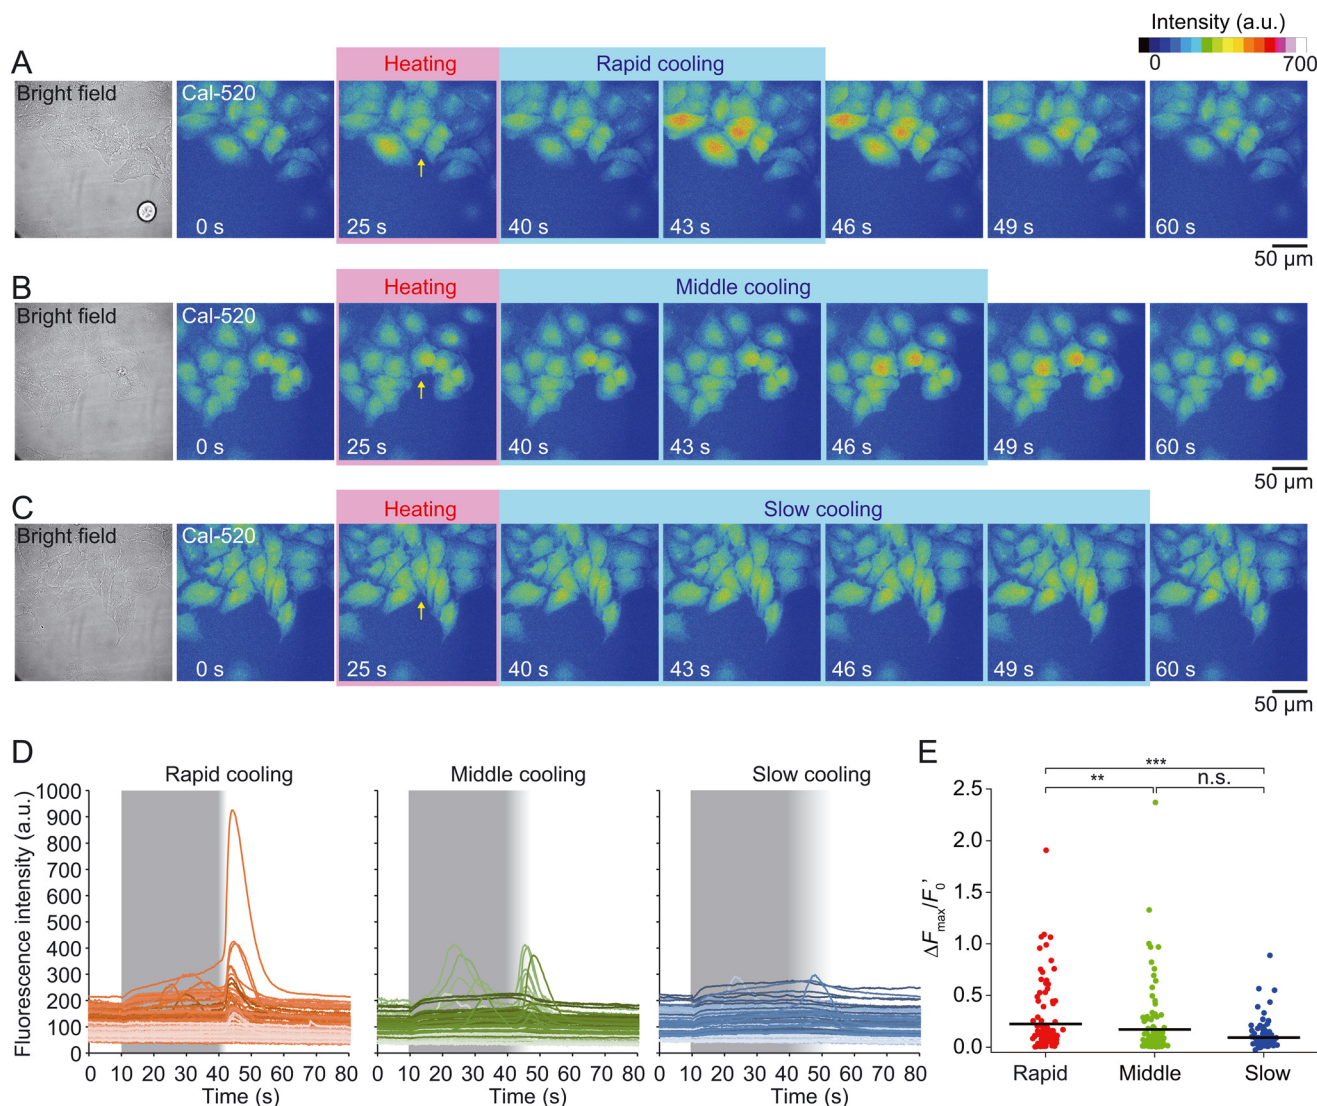 Intensity (a.u.)
0 700
A
Heating
Rapid cooling
Bright field
Cal-520
0 s
25 s
40 s
43 s
46 s
49 s
60 s
50 µm
B
Heating
Middle cooling
Bright field
Cal-520
0 s
25 s
40 s
43 s
46 s
49 s
60 s
50 µm
C
Heating
Slow cooling
Bright field
Cal-520
0 s
25 s
40 s
43 s
46 s
49 s
60 s
50 µm
D
Rapid cooling
Middle cooling
Slow cooling
Fluorescence intensity (a.u.)
1000
900
800
700
600
500
400
300
200
100
0
0 10 20 30 40 50 60 70 80
Time (s)
0 10 20 30 40 50 60 70 80
Time (s)
0 10 20 30 40 50 60 70 80
Time (s)
E
***
**
n.s.
ΔFmax/F0'
2.5
2.0
1.5
1.0
0.5
0.0
Rapid
Middle
Slow